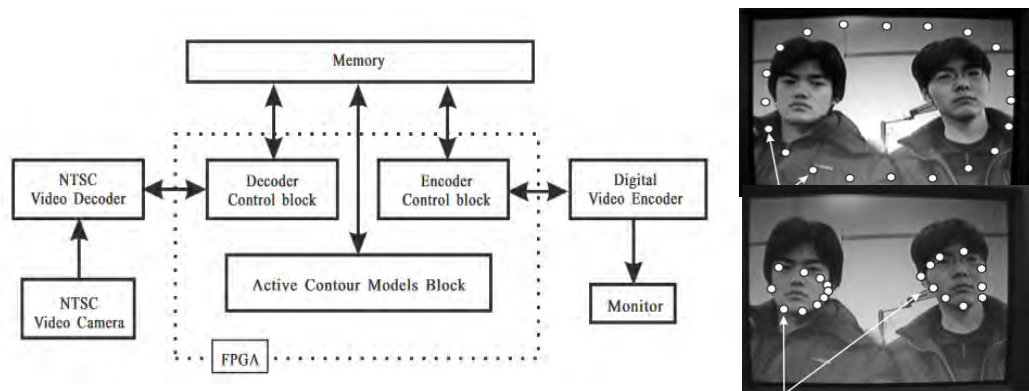 Memory
NTSC
Video Decoder
Decoder
Control block
Encoder
Control block
Digital
Video Encoder
Active Contour Models Block
NTSC
Video Camera
Monitor
FPGA